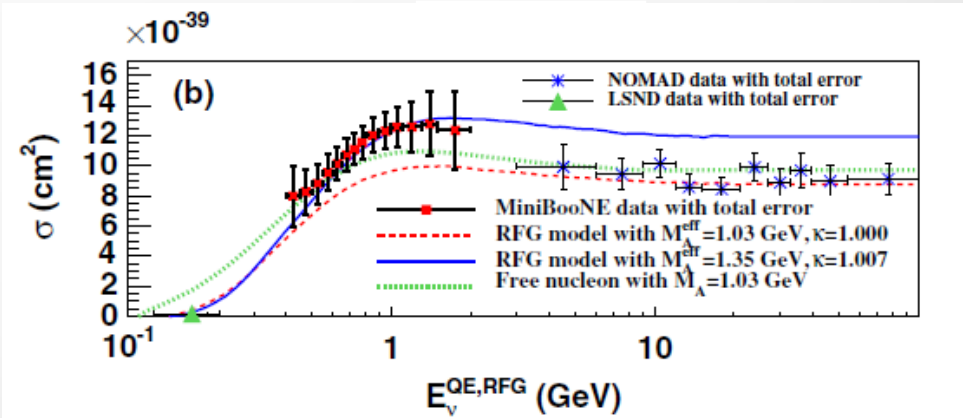 ×10⁻³⁹
16
14
12
10
8
6
4
2
0
σ (cm²)
(b)
NOMAD data with total error
LSND data with total error
MiniBooNE data with total error
RFG model with M_A^eff=1.03 GeV, κ=1.000
RFG model with M_A^eff=1.35 GeV, κ=1.007
Free nucleon with M_A=1.03 GeV
10⁻¹ 1 10
E_ν^QE,RFG (GeV)